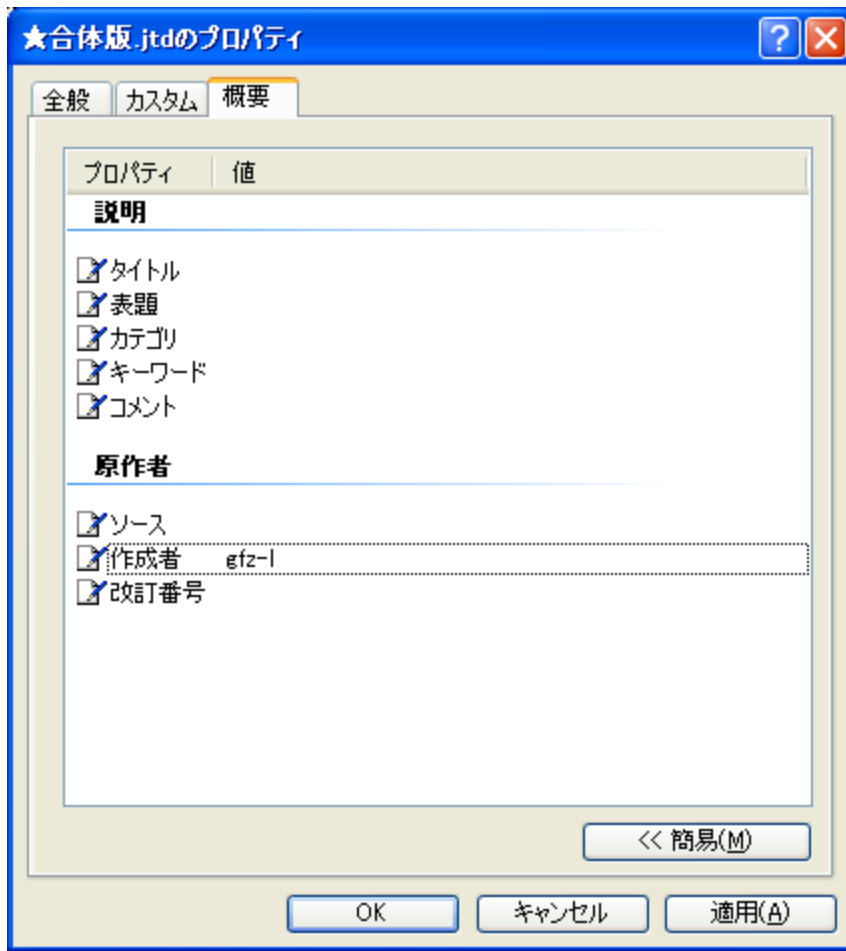 ★合体版.jtdのプロパティ
全般 カスタム 概要
プロパティ 値
説明
タイトル
表題
カテゴリ
キーワード
コメント
原作者
ソース
作成者 gfz-l
改訂番号
<< 簡易(M)
OK キャンセル 適用(A)